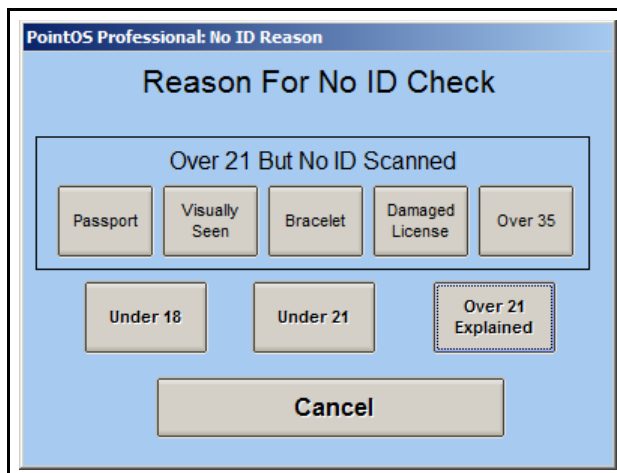 PointOS Professional: No ID Reason
Reason For No ID Check
Over 21 But No ID Scanned
Passport
Visually
Seen
Bracelet
Damaged
License
Over 35
Under 18
Under 21
Over 21
Explained
Cancel